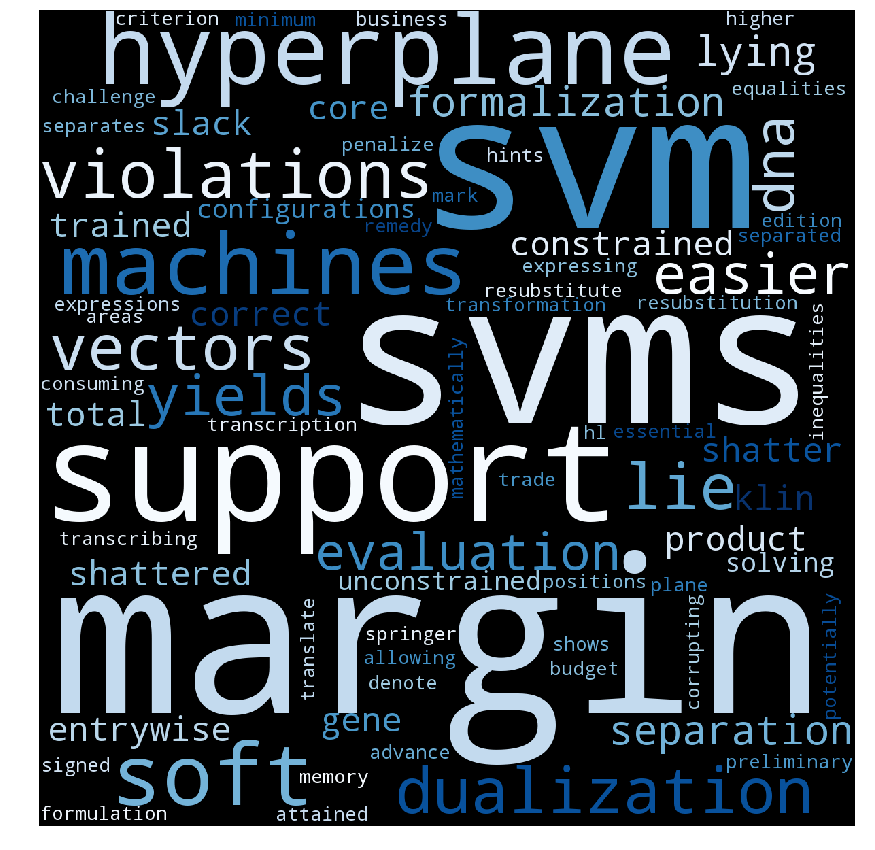 criterion minimum business higher
hyperplane lying
challenge core formalization equalities
separates slack svm dna
penalize hints
violations mark
trained configurations remedy edition
constrained separated
machines expressing easier
resubstitute
expressions correct transformation resubstitution
areas
vectors svms inequalities
consuming yields mathematically
total transcription hl essential
support trade shatter
lie klin
transcribing evaluation product
shattered unconstrained positions plane solving
margin translate springer shows corrupting potentially
allowing budget
denote
entrywise gene separation
signed soft advance preliminary
memory dualization
formulation attained